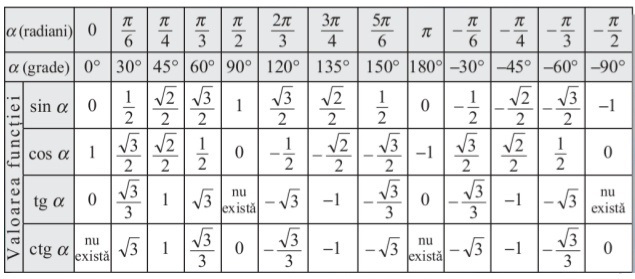 α (radiani) 0 π/6 π/4 π/3 π/2 2π/3 3π/4 5π/6 π −π/6 −π/4 −π/3 −π/2
α (grade) 0° 30° 45° 60° 90° 120° 135° 150° 180° −30° −45° −60° −90°
Valoarea funcției
sin α 0 1/2 √2/2 √3/2 1 √3/2 √2/2 1/2 0 −1/2 −√2/2 −√3/2 −1
cos α 1 √3/2 √2/2 1/2 0 −1/2 −√2/2 −√3/2 −1 √3/2 √2/2 1/2 0
tg α 0 √3/3 1 √3 nu există −√3 −1 −√3/3 0 −√3/3 −1 −√3 nu există
ctg α nu există √3 1 √3/3 0 −√3/3 −1 −√3 nu există −√3 −1 −√3/3 0